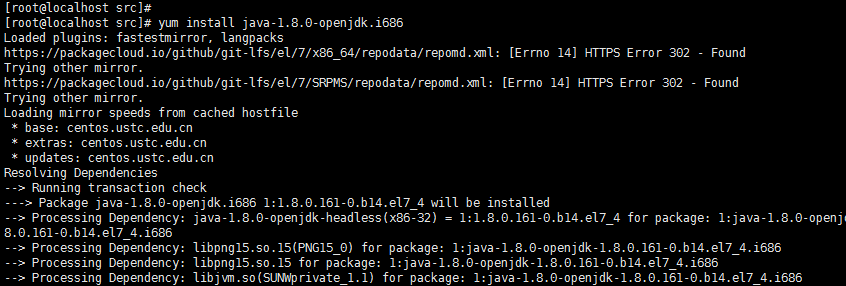 [root@localhost src]#
[root@localhost src]# yum install java-1.8.0-openjdk.i686
Loaded plugins: fastestmirror, langpacks
https://packagecloud.io/github/git-lfs/el/7/x86_64/repodata/repomd.xml: [Errno 14] HTTPS Error 302 - Found
Trying other mirror.
https://packagecloud.io/github/git-lfs/el/7/SRPMS/repodata/repomd.xml: [Errno 14] HTTPS Error 302 - Found
Trying other mirror.
Loading mirror speeds from cached hostfile
 * base: centos.ustc.edu.cn
 * extras: centos.ustc.edu.cn
 * updates: centos.ustc.edu.cn
Resolving Dependencies
--> Running transaction check
---> Package java-1.8.0-openjdk.i686 1:1.8.0.161-0.b14.el7_4 will be installed
--> Processing Dependency: java-1.8.0-openjdk-headless(x86-32) = 1:1.8.0.161-0.b14.el7_4 for package: 1:java-1.8.0-openj
8.0.161-0.b14.el7_4.i686
--> Processing Dependency: libpng15.so.15(PNG15_0) for package: 1:java-1.8.0-openjdk-1.8.0.161-0.b14.el7_4.i686
--> Processing Dependency: libpng15.so.15 for package: 1:java-1.8.0-openjdk-1.8.0.161-0.b14.el7_4.i686
--> Processing Dependency: libjvm.so(SUNWprivate_1.1) for package: 1:java-1.8.0-openjdk-1.8.0.161-0.b14.el7_4.i686